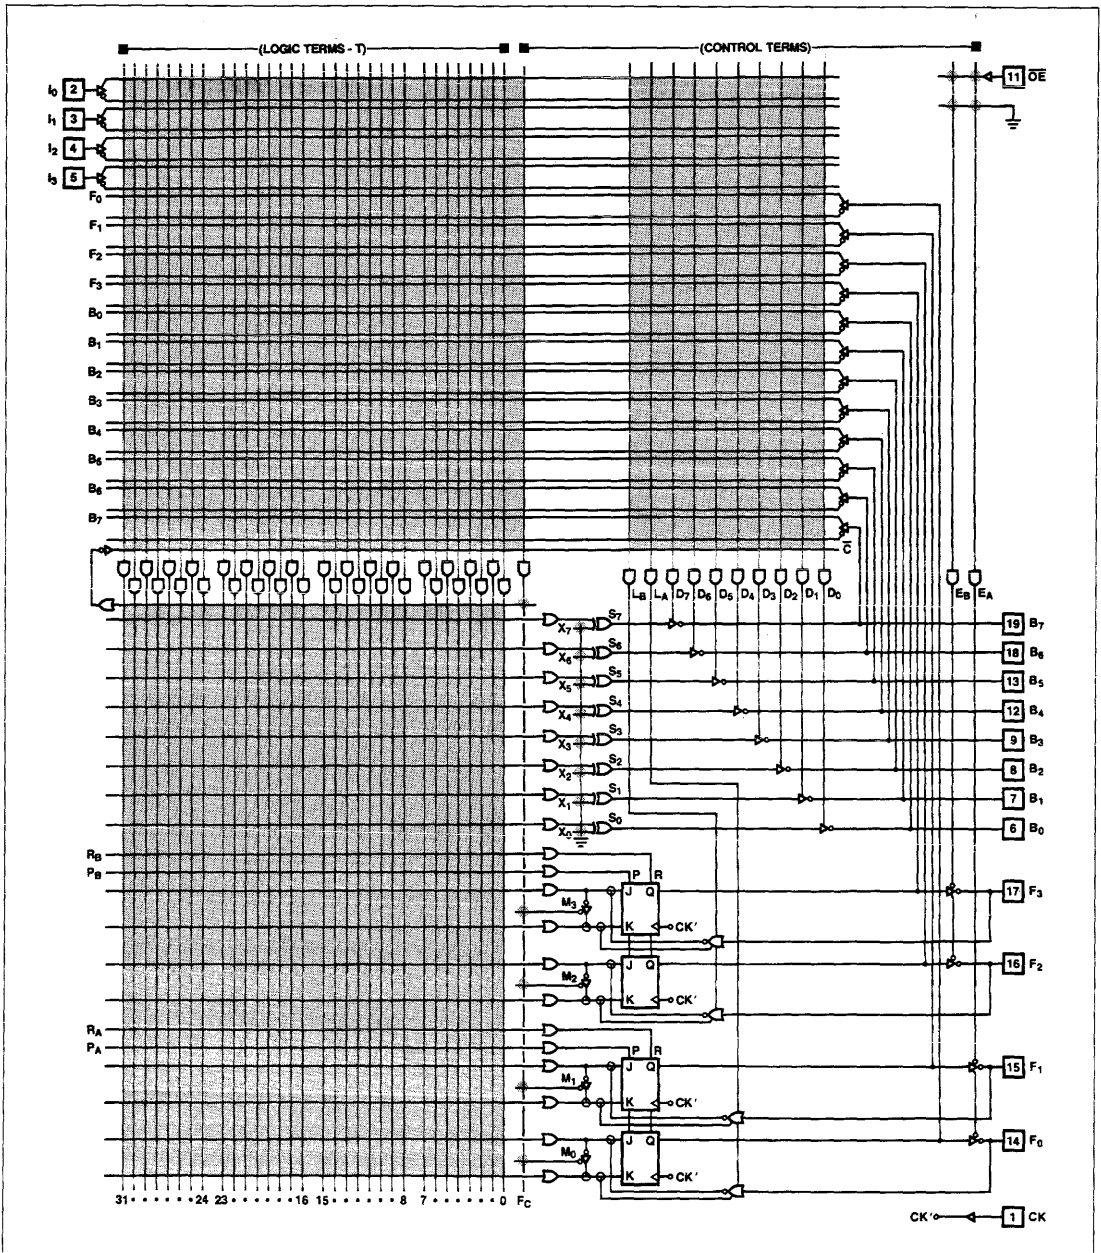 (LOGIC TERMS - T) (CONTROL TERMS)
I0 2
11 OE
I1 3
I2 4
I3 5
F0
F1
F2
F3
B0
B1
B2
B3
B4
B5
B6
B7
C
LB LA D7 D6 D5 D4 D3 D2 D1 D0 EB EA
X7 S7 19 B7
X6 S6 18 B6
X5 S5 13 B5
X4 S4 12 B4
X3 S3 9 B3
X2 S2 8 B2
X1 S1 7 B1
X0 S0 6 B0
RB
PB P R
J Q 17 F3
M3
K CK'
J Q 16 F2
M2
K CK'
RA
PA P R
J Q 15 F1
M1
K CK'
J Q 14 F0
M0
K CK'
31 24 23 16 15 8 7 0 FC
CK' 1 CK